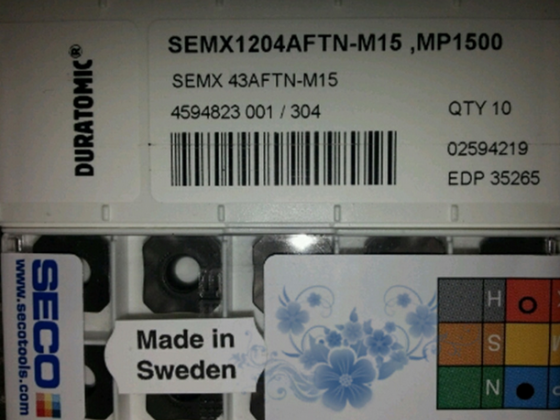 DURATOMIC®
SEMX1204AFTN-M15 ,MP1500
SEMX 43AFTN-M15
4594823 001 / 304
QTY 10
02594219
EDP 35265
SECO
www.secotools.com
Made in
Sweden
H
S
N